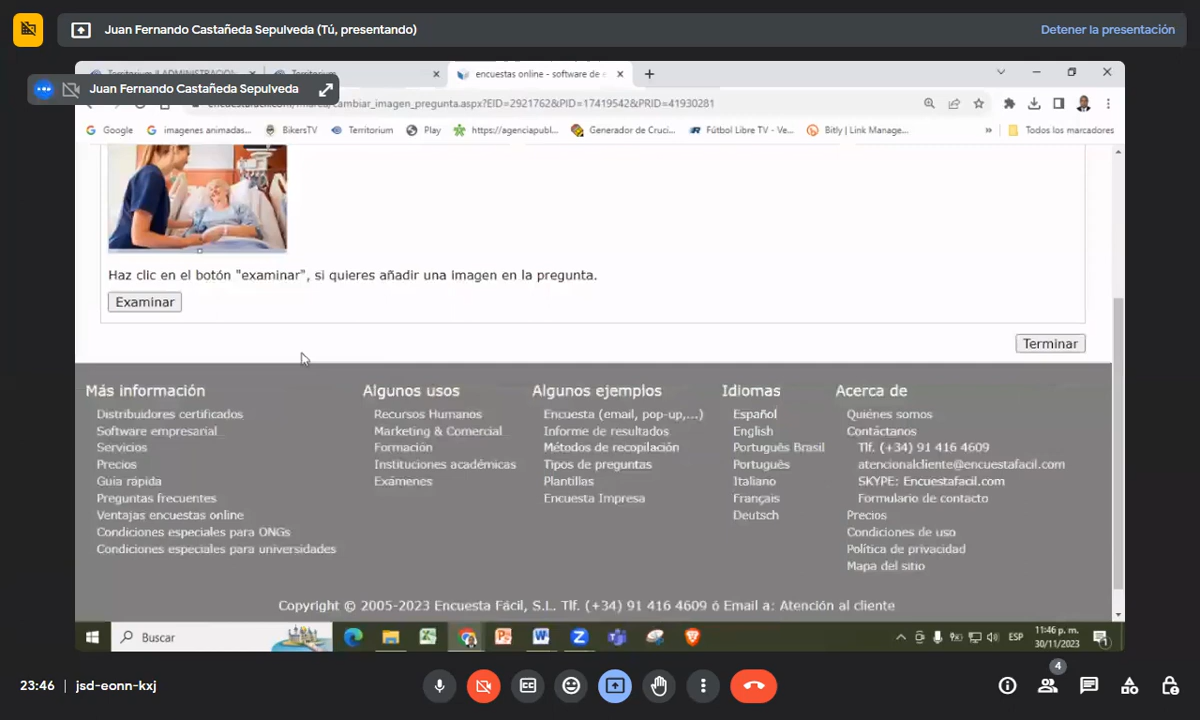 Juan Fernando Castañeda Sepulveda (Tú, presentando)
Detener la presentación
Territorium
encuestas online - software de e
Juan Fernando Castañeda Sepulveda
cambiar_imagen_pregunta.aspx?EID=2921762&PID=17419542&PRID=41930281
Google
imagenes animadas...
BikersTV
Territorium
Play
https://agenciapubl...
Generador de Cruci...
Fútbol Libre TV - Ve...
Bitly | Link Manage...
»
Todos los marcadores
Haz clic en el botón "examinar", si quieres añadir una imagen en la pregunta.
Examinar
Terminar
Más información
Distribuidores certificados
Software empresarial
Servicios
Precios
Guia rápida
Preguntas frecuentes
Ventajas encuestas online
Condiciones especiales para ONGs
Condiciones especiales para universidades
Algunos usos
Recursos Humanos
Marketing & Comercial
Formación
Instituciones académicas
Exámenes
Algunos ejemplos
Encuesta (email, pop-up,...)
Informe de resultados
Métodos de recopilación
Tipos de preguntas
Plantillas
Encuesta Impresa
Idiomas
Español
English
Português Brasil
Português
Italiano
Français
Deutsch
Acerca de
Quiénes somos
Contáctanos
Tlf. (+34) 91 416 4609
atencionalcliente@encuestafacil.com
SKYPE: Encuestafacil.com
Formulario de contacto
Precios
Condiciones de uso
Política de privacidad
Mapa del sitio
Copyright © 2005-2023 Encuesta Fácil, S.L. Tlf. (+34) 91 416 4609 ó Email a: Atención al cliente
Buscar
ESP
11:46 p. m.
30/11/2023
1
23:46 | jsd-eonn-kxj
4